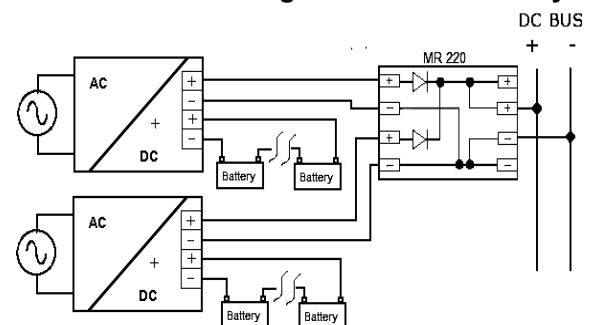 DC BUS
+ -
MR 220
AC
+
DC
+
-
+
-
Battery
Battery
+
-
+
-
+
+
-
-
AC
+
DC
+
-
+
-
Battery
Battery